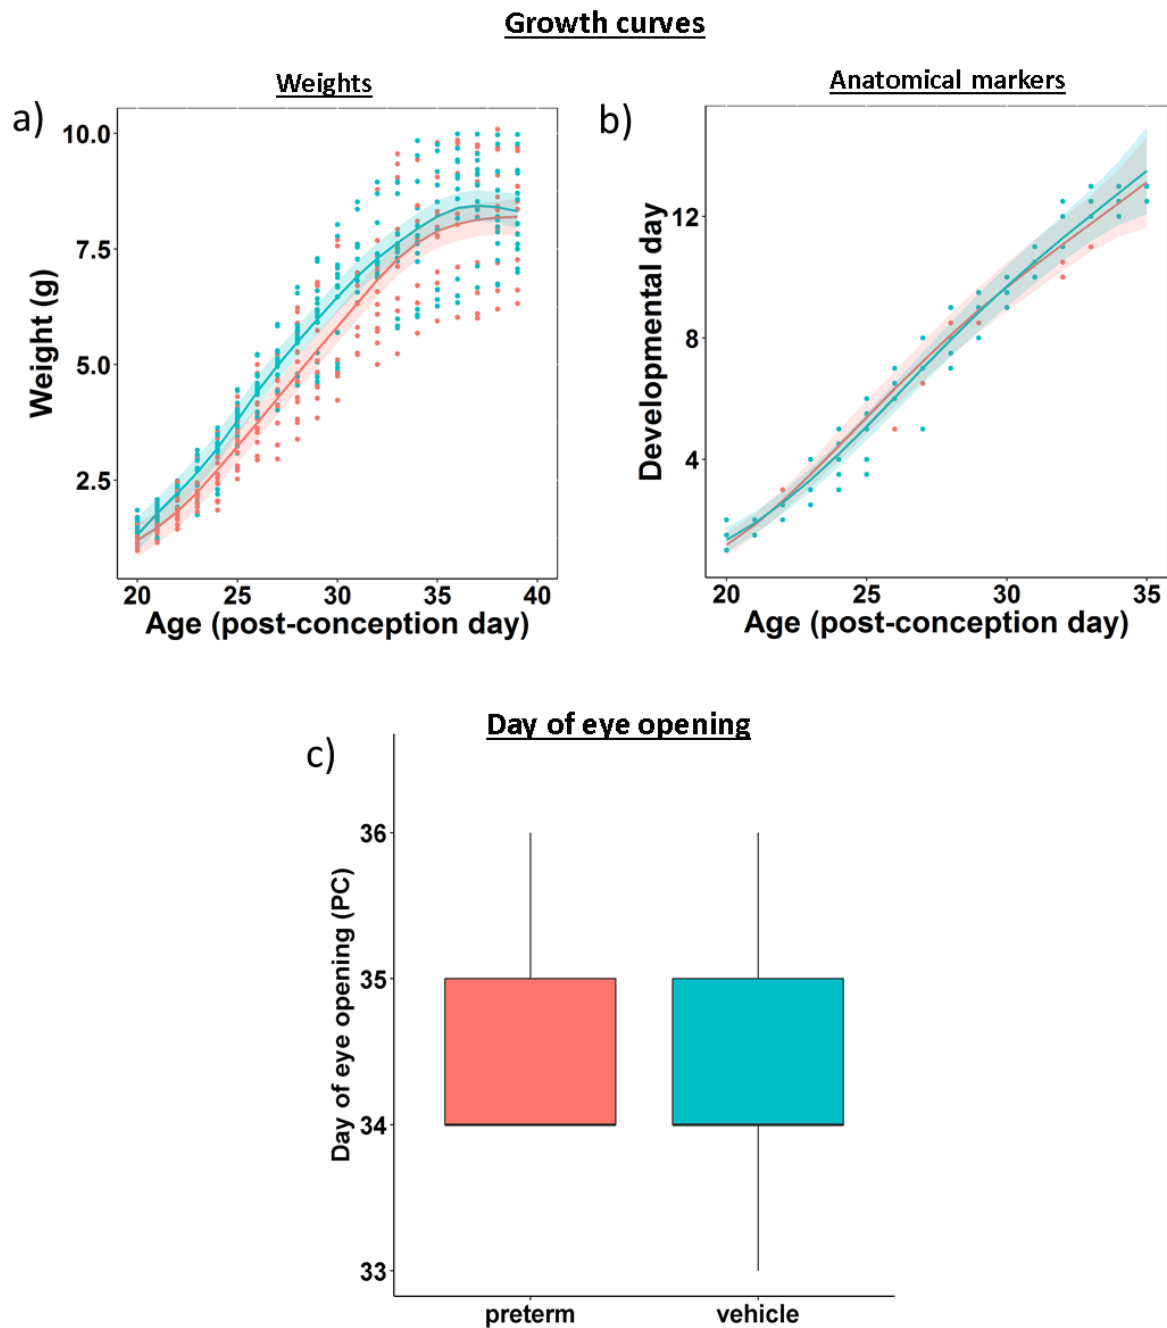 Growth curves
Weights
a)
10.0
7.5
5.0
2.5
Weight (g)
20 25 30 35 40
Age (post-conception day)
Anatomical markers
b)
12
8
4
Developmental day
20 25 30 35
Age (post-conception day)
Day of eye opening
c)
36
35
34
33
Day of eye opening (PC)
preterm vehicle